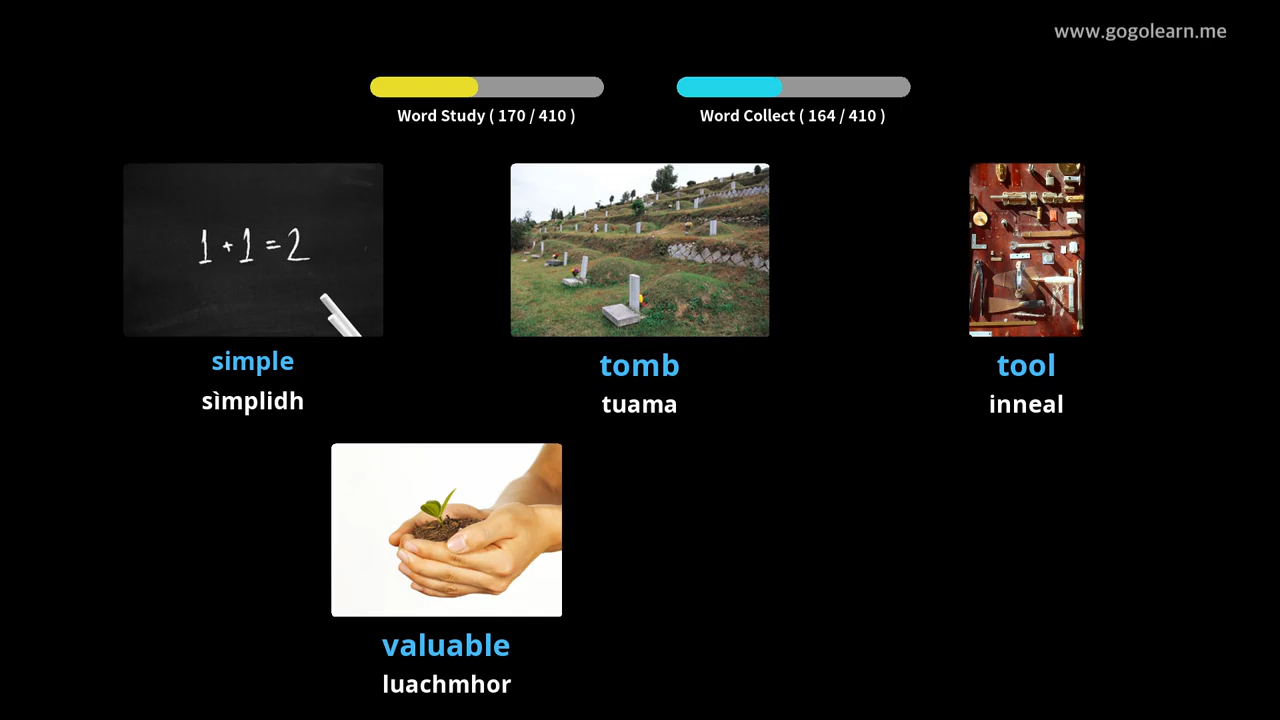 www.gogolearn.me
Word Study ( 170 / 410 )
Word Collect ( 164 / 410 )
1 + 1 = 2
simple
sìmplidh
tomb
tuama
tool
inneal
valuable
luachmhor